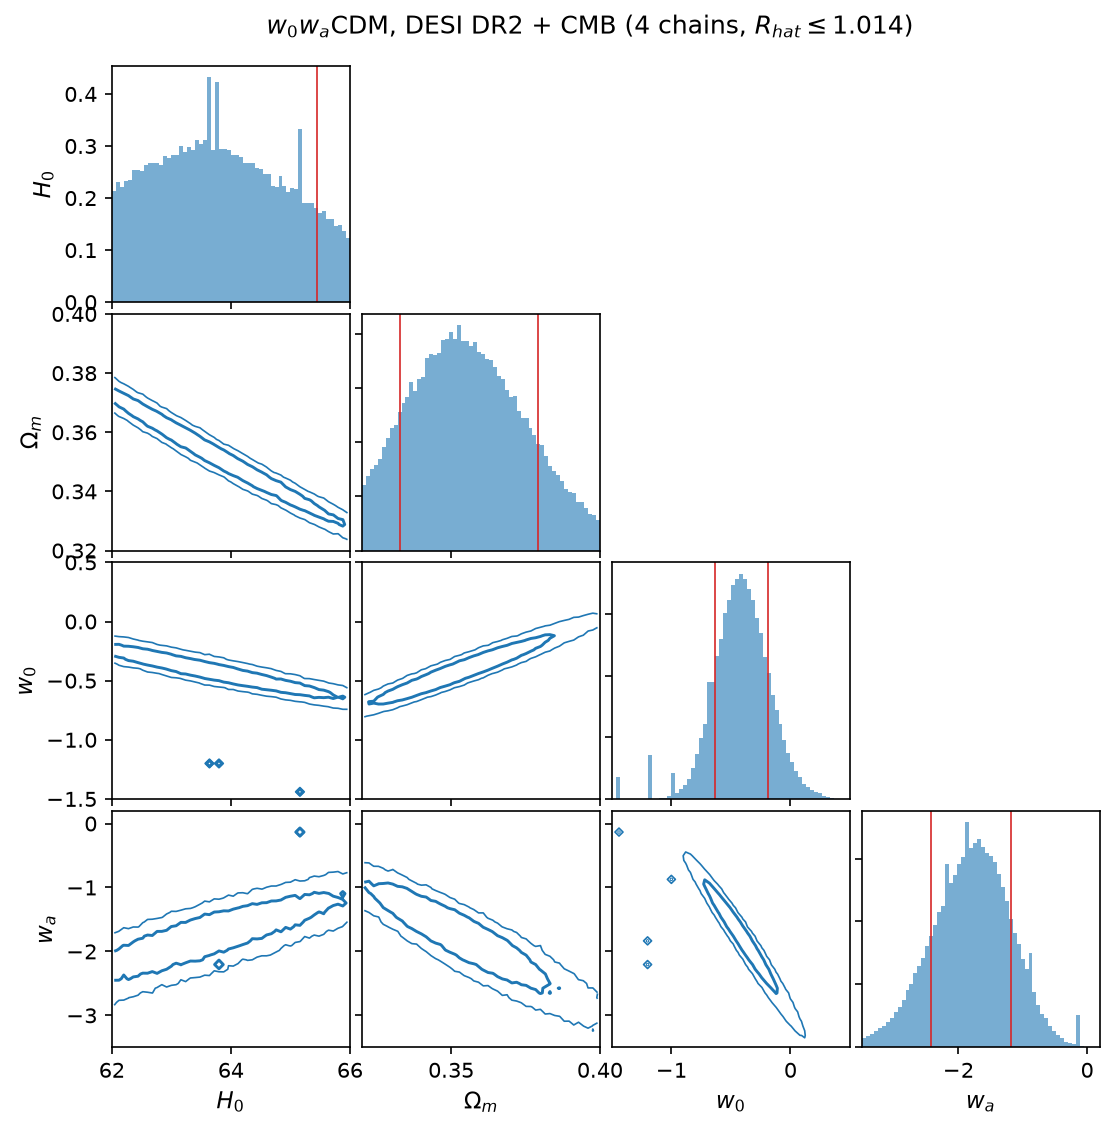 w₀wₐCDM, DESI DR2 + CMB (4 chains, R_hat ≤ 1.014)
0.4
0.3
0.2
0.1
0.0
H₀
0.40
0.38
0.36
0.34
0.32
Ωₘ
0.5
0.0
−0.5
−1.0
−1.5
w₀
0
−1
−2
−3
wₐ
62 64 66 0.35 0.40 −1 0 −2 0
H₀ Ωₘ w₀ wₐ